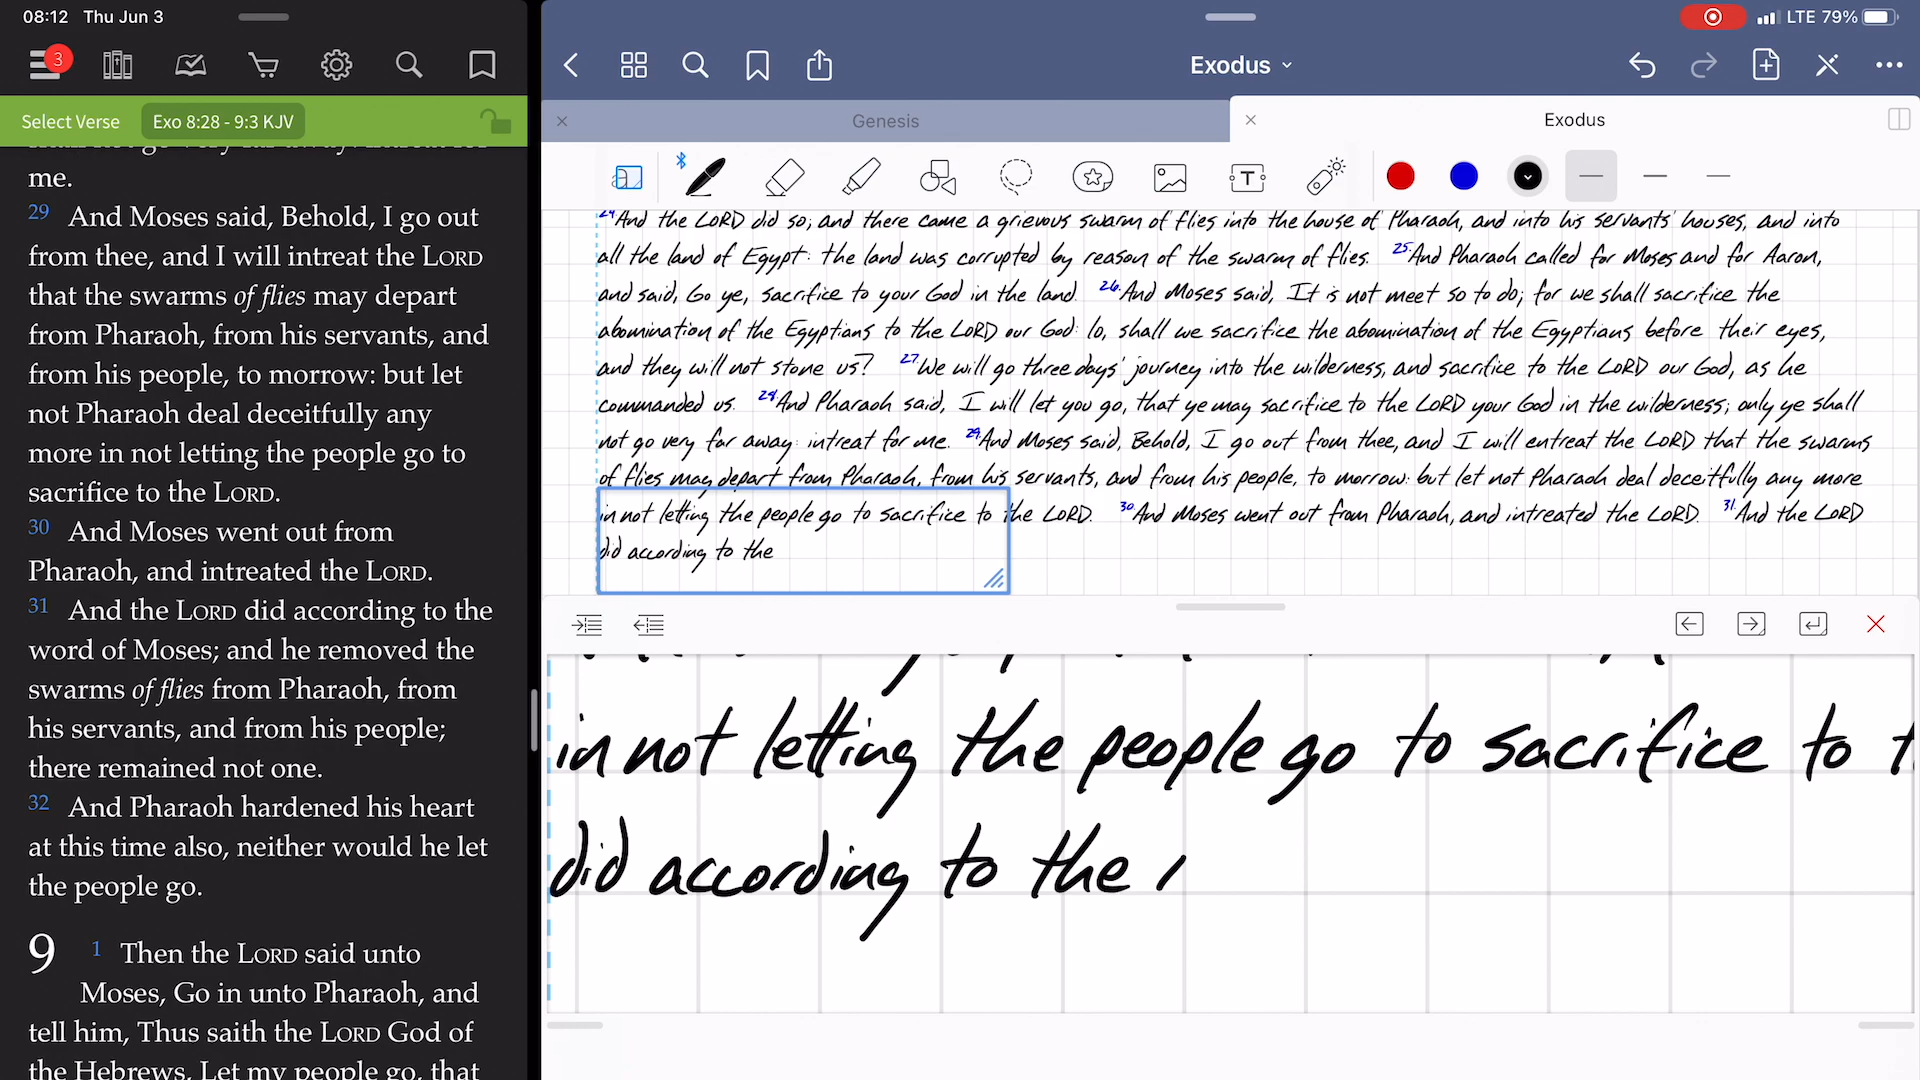 08:12 Thu Jun 3
3
Select Verse Exo 8:28 - 9:3 KJV
me.
29 And Moses said, Behold, I go out
from thee, and I will intreat the LORD
that the swarms of flies may depart
from Pharaoh, from his servants, and
from his people, to morrow: but let
not Pharaoh deal deceitfully any
more in not letting the people go to
sacrifice to the LORD.
30 And Moses went out from
Pharaoh, and intreated the LORD.
31 And the LORD did according to the
word of Moses; and he removed the
swarms of flies from Pharaoh, from
his servants, and from his people;
there remained not one.
32 And Pharaoh hardened his heart
at this time also, neither would he let
the people go.
9 1 Then the LORD said unto
Moses, Go in unto Pharaoh, and
tell him, Thus saith the LORD God of
the Hebrews, Let my people go, that
LTE 79%
Exodus
Genesis
Exodus
24 And the LORD did so; and there came a grievous swarm of flies into the house of Pharaoh, and into his servants' houses, and into
all the land of Egypt: the land was corrupted by reason of the swarm of flies. 25. And Pharaoh called for Moses and for Aaron,
and said, Go ye, sacrifice to your God in the land. 26. And Moses said, It is not meet so to do; for we shall sacrifice the
abomination of the Egyptians to the LORD our God: lo, shall we sacrifice the abomination of the Egyptians before their eyes,
and they will not stone us? 27. We will go three days' journey into the wilderness, and sacrifice to the LORD our God, as he
commanded us. 28 And Pharaoh said, I will let you go, that ye may sacrifice to the LORD your God in the wilderness; only ye shall
not go very far away: intreat for me. 29. And Moses said, Behold, I go out from thee, and I will entreat the LORD that the swarms
of flies may depart from Pharaoh, from his servants, and from his people, to morrow: but let not Pharaoh deal deceitfully any more
in not letting the people go to sacrifice to the LORD. 30 And Moses went out from Pharaoh, and intreated the LORD. 31. And the LORD
did according to the
in not letting the people go to sacrifice to t
did according to the